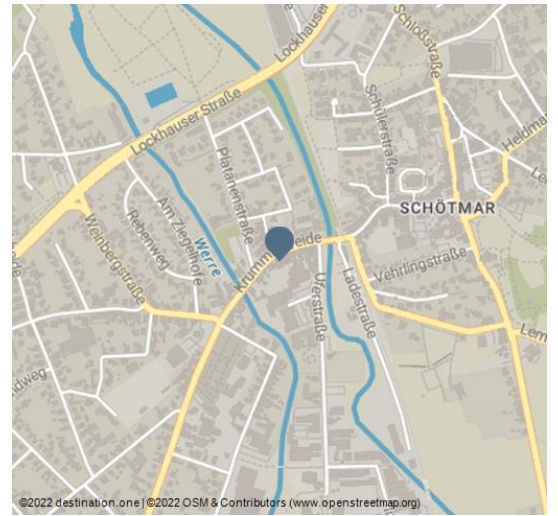 Lockhauser
Schloßstraße
Lockhauser Straße
Schülerstraße
Platanenstraße
SCHÖTMAR
Am Ziegelhofe
Rebenweg
Werre
Weinbergstraße
Vehrlingstraße
Uferstraße
Ladestraße
©2022 destination.one | ©2022 OSM & Contributors (www.openstreetmap.org)